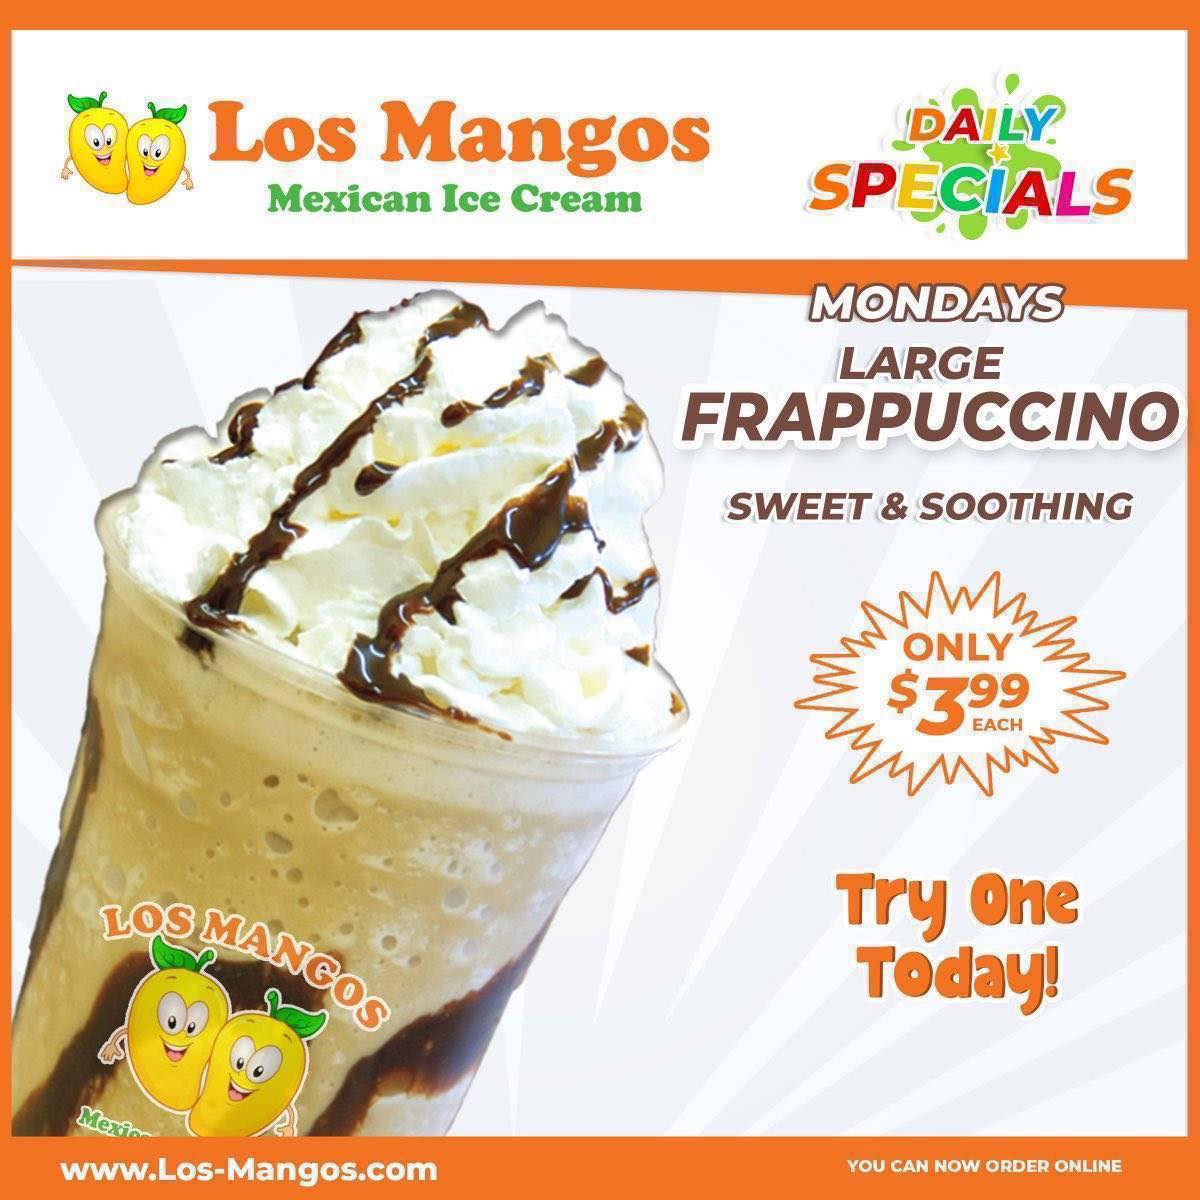 Los Mangos
Mexican Ice Cream
DAILY
SPECIALS
MONDAYS
LARGE
FRAPPUCCINO
SWEET & SOOTHING
ONLY
$3.99
EACH
Try One
Today!
LOS MANGOS
www.Los-Mangos.com
YOU CAN NOW ORDER ONLINE